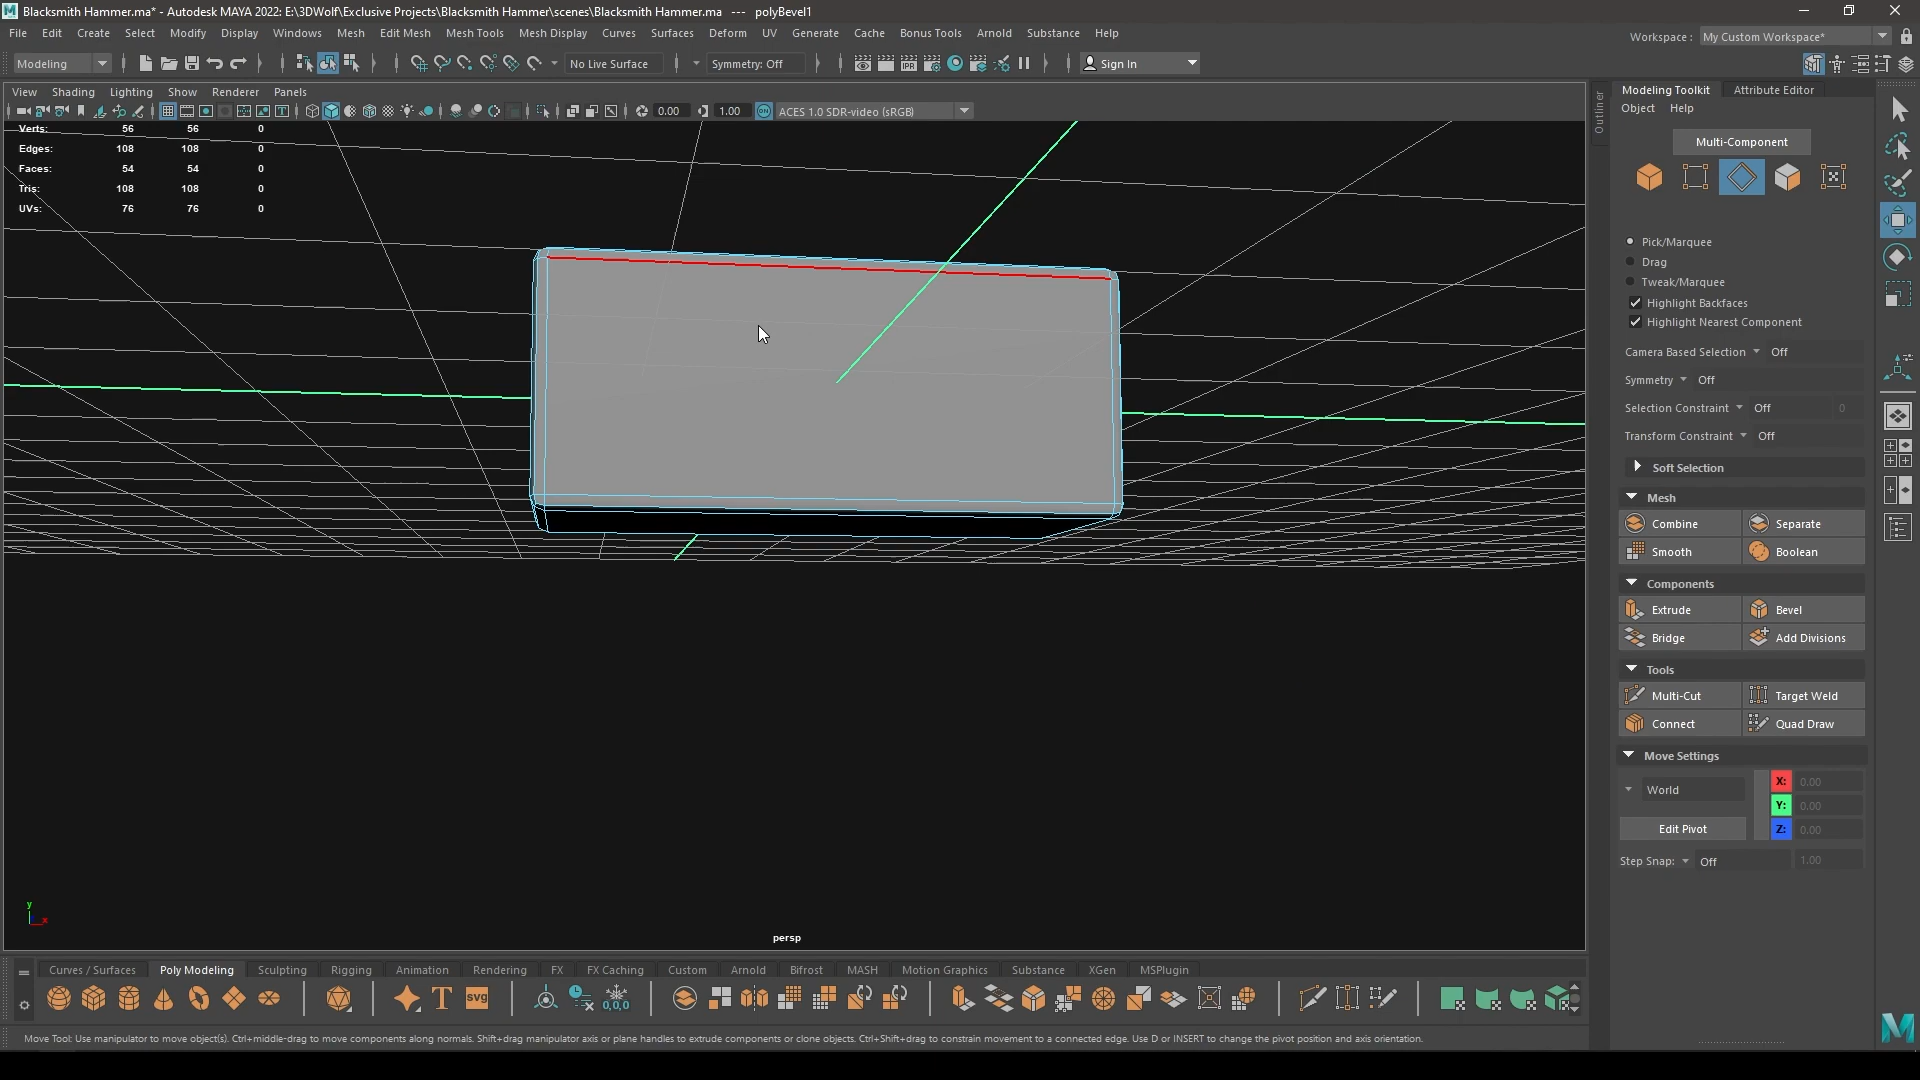 Blacksmith Hammer.ma* - Autodesk MAYA 2022: E:\3DWolf\Exclusive Projects\Blacksmith Hammer\scenes\Blacksmith Hammer.ma --- polyBevel1
File Edit Create Select Modify Display Windows Mesh Edit Mesh Mesh Tools Mesh Display Curves Surfaces Deform UV Generate Cache Bonus Tools Arnold Substance Help
Workspace : My Custom Workspace*
Modeling No Live Surface Symmetry: Off IPR Sign In
View Shading Lighting Show Renderer Panels
0.00 1.00 ON ACES 1.0 SDR-video (sRGB)
Verts: 56 56 0
Edges: 108 108 0
Faces: 54 54 0
Tris: 108 108 0
UVs: 76 76 0
y
x
persp
Outliner
Modeling Toolkit Attribute Editor
Object Help
Multi-Component
Pick/Marquee
Drag
Tweak/Marquee
Highlight Backfaces
Highlight Nearest Component
Camera Based Selection Off
Symmetry Off
Selection Constraint Off 0
Transform Constraint Off
Soft Selection
Mesh
Combine Separate
Smooth Boolean
Components
Extrude Bevel
Bridge Add Divisions
Tools
Multi-Cut Target Weld
Connect Quad Draw
Move Settings
World
X: 0.00
Y: 0.00
Z: 0.00
Edit Pivot
Step Snap: Off 1.00
Curves / Surfaces Poly Modeling Sculpting Rigging Animation Rendering FX FX Caching Custom Arnold Bifrost MASH Motion Graphics Substance XGen MSPlugin
T svg 0,0,0
Move Tool: Use manipulator to move object(s). Ctrl+middle-drag to move components along normals. Shift+drag manipulator axis or plane handles to extrude components or clone objects. Ctrl+Shift+drag to constrain movement to a connected edge. Use D or INSERT to change the pivot position and axis orientation.
M